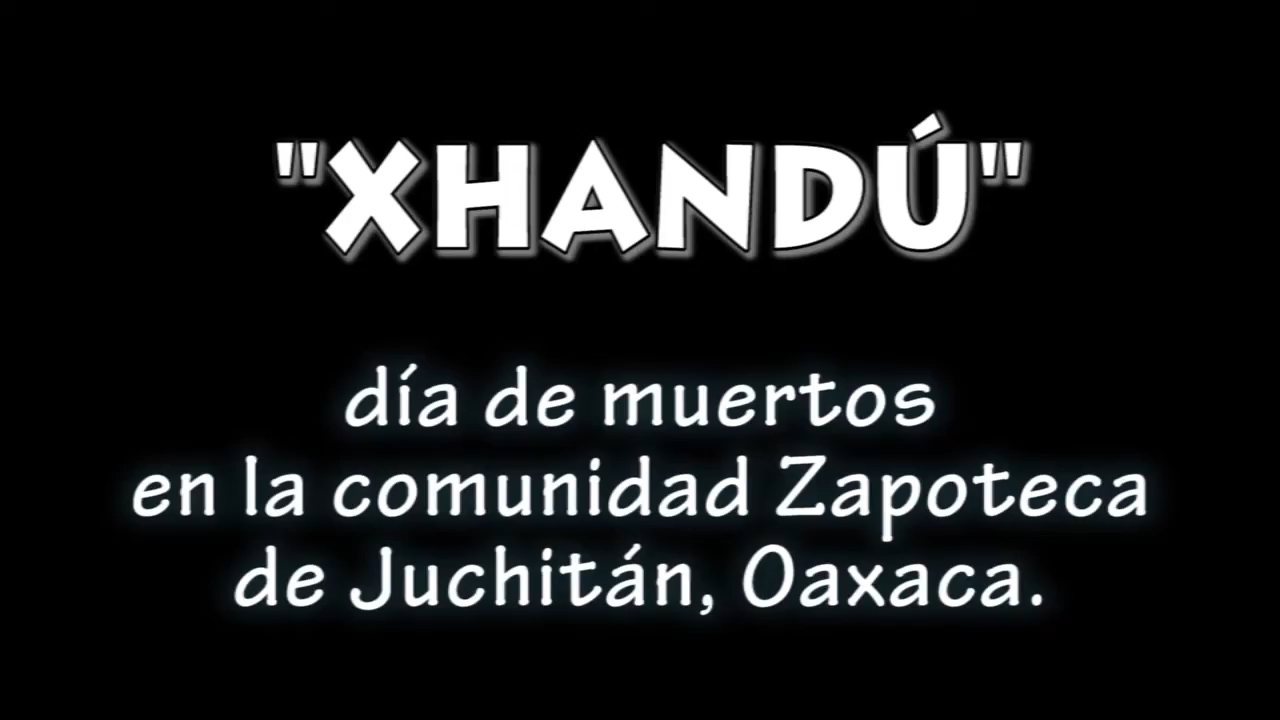 "XHANDÚ"
día de muertos
en la comunidad Zapoteca
de Juchitán, Oaxaca.